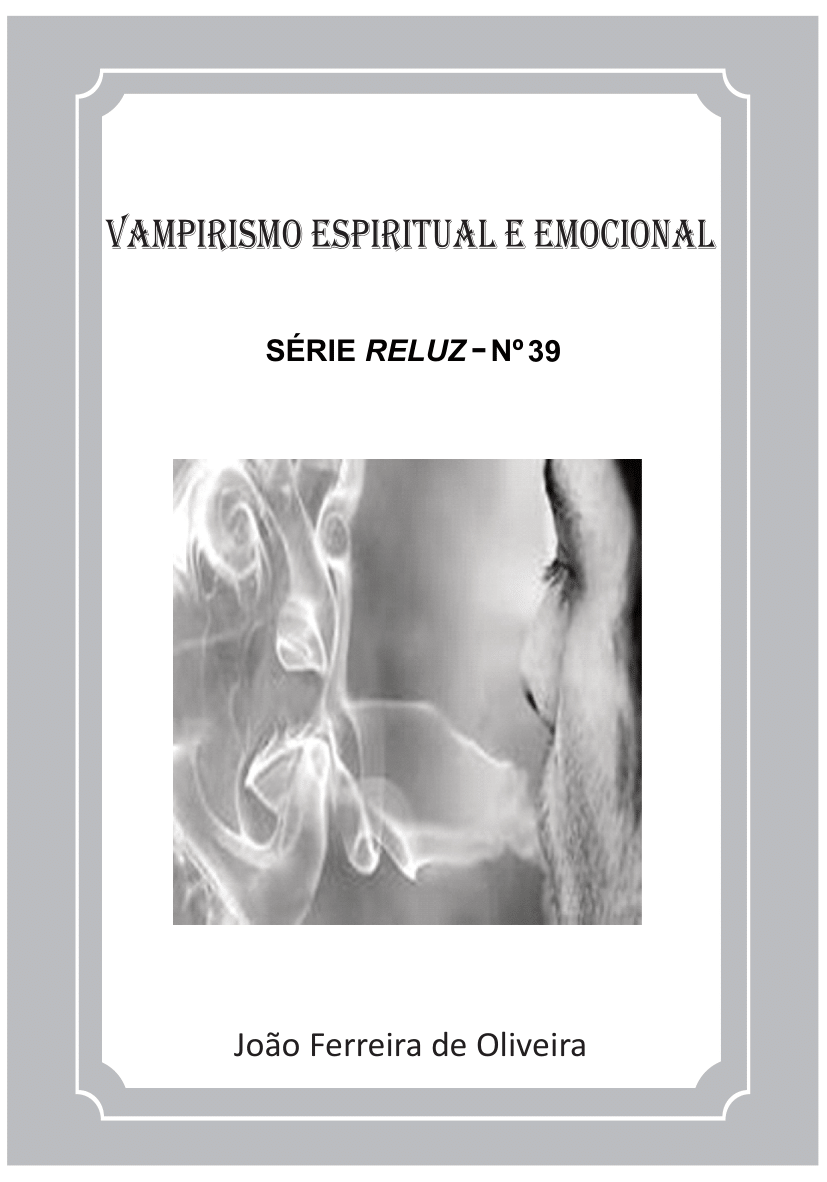 VAMPIRISMO ESPIRITUAL E EMOCIONAL
SÉRIE RELUZ – Nº 39
João Ferreira de Oliveira